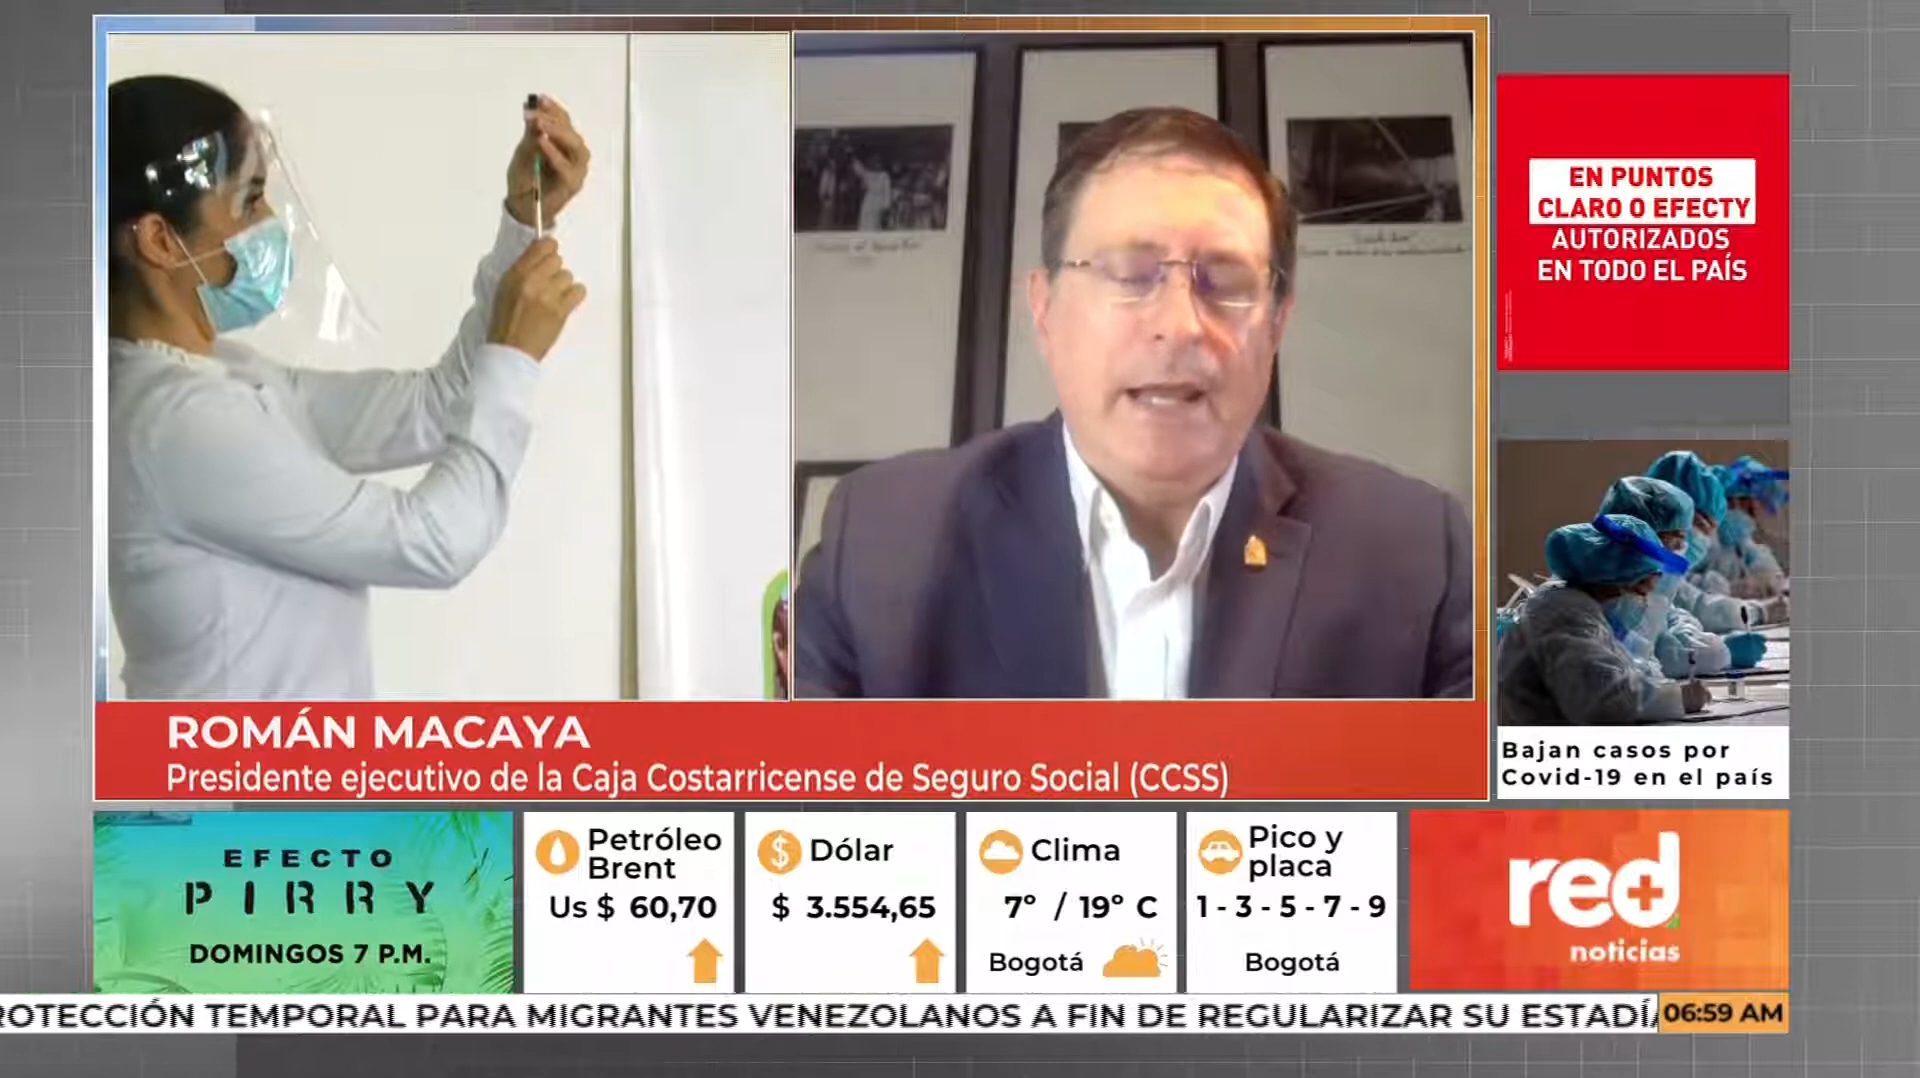 EN PUNTOS
CLARO O EFECTY
AUTORIZADOS
EN TODO EL PAÍS
ROMÁN MACAYA
Presidente ejecutivo de la Caja Costarricense de Seguro Social (CCSS)
Bajan casos por
Covid-19 en el país
EFECTO
PIRRY
DOMINGOS 7 P.M.
Petróleo
Brent
Us $ 60,70
Dólar
$ 3.554,65
Clima
7° / 19° C
Bogotá
Pico y
placa
1 - 3 - 5 - 7 - 9
Bogotá
red+
noticias
ROTECCIÓN TEMPORAL PARA MIGRANTES VENEZOLANOS A FIN DE REGULARIZAR SU ESTADÍA
06:59 AM